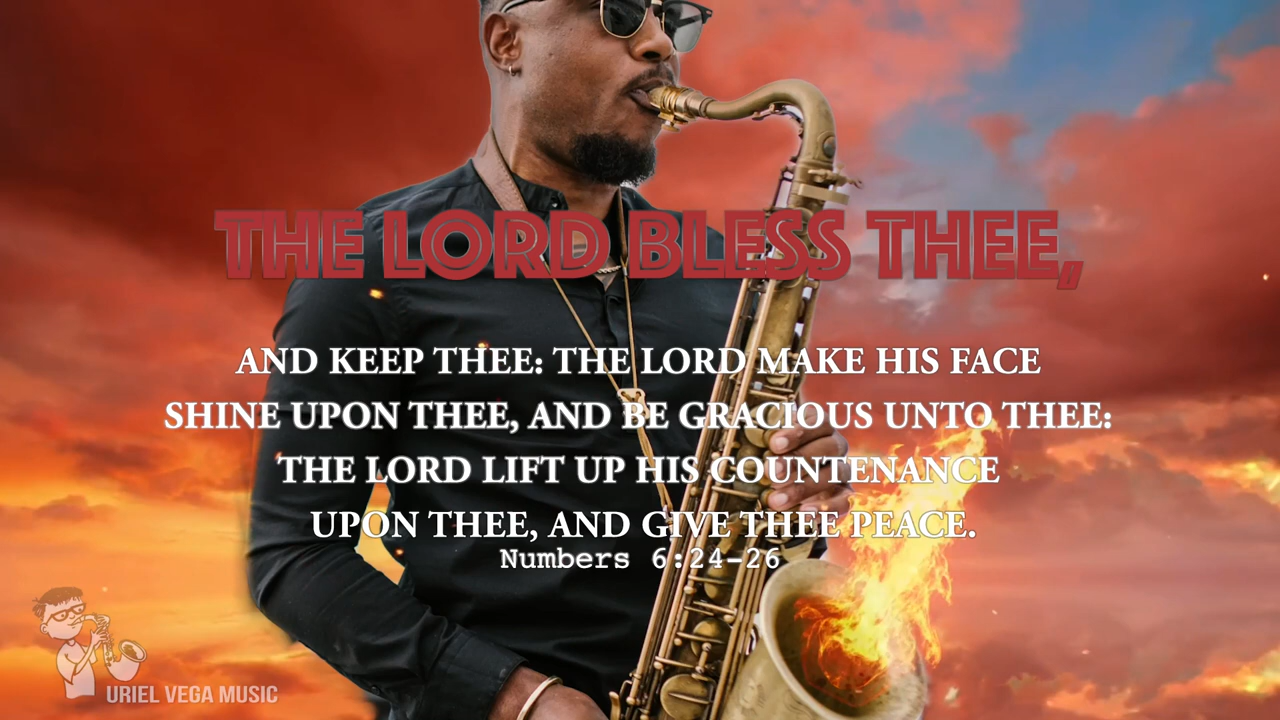 THE LORD BLESS THEE,
AND KEEP THEE: THE LORD MAKE HIS FACE
SHINE UPON THEE, AND BE GRACIOUS UNTO THEE:
THE LORD LIFT UP HIS COUNTENANCE
UPON THEE, AND GIVE THEE PEACE.
Numbers 6:24-26
URIEL VEGA MUSIC